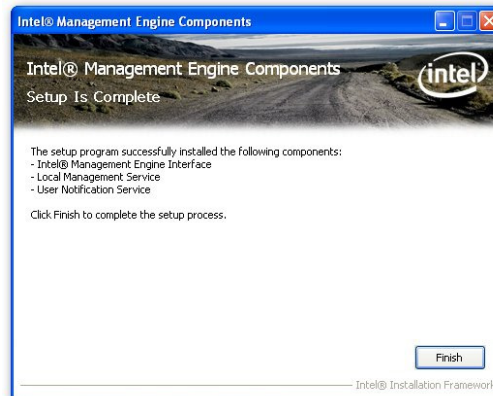 Intel® Management Engine Components
Intel® Management Engine Components
intel
Setup Is Complete
The setup program successfully installed the following components:
- Intel® Management Engine Interface
- Local Management Service
- User Notification Service
Click Finish to complete the setup process.
Finish
Intel® Installation Framework